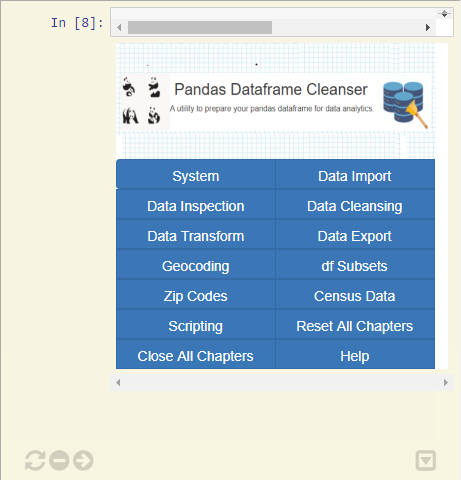 In [8]:
Pandas Dataframe Cleanser
A utility to prepare your pandas dataframe for data analytics.
System Data Import
Data Inspection Data Cleansing
Data Transform Data Export
Geocoding df Subsets
Zip Codes Census Data
Scripting Reset All Chapters
Close All Chapters Help